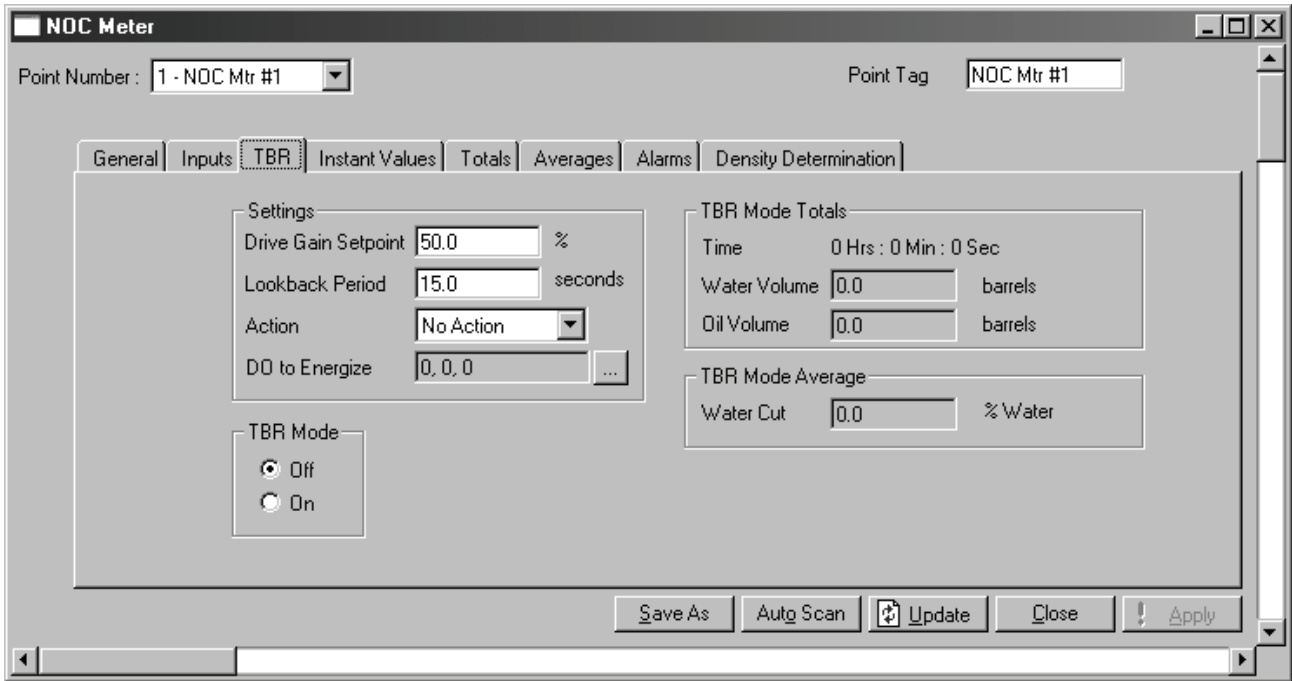 NOC Meter
Point Number : 1 - NOC Mtr #1 Point Tag NOC Mtr #1
General Inputs TBR Instant Values Totals Averages Alarms Density Determination
Settings
Drive Gain Setpoint 50.0 %
Lookback Period 15.0 seconds
Action No Action
DO to Energize 0, 0, 0 ...
TBR Mode
Off
On
TBR Mode Totals
Time 0 Hrs : 0 Min : 0 Sec
Water Volume 0.0 barrels
Oil Volume 0.0 barrels
TBR Mode Average
Water Cut 0.0 % Water
Save As Auto Scan Update Close ! Apply